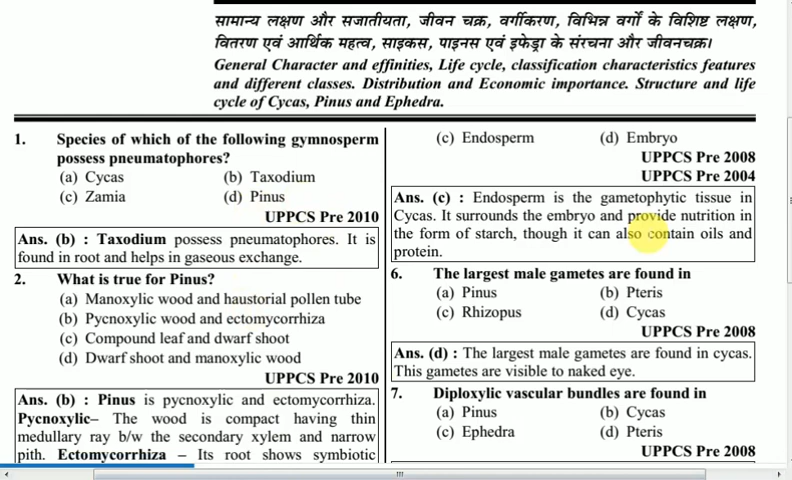 सामान्य लक्षण और सजातीयता, जीवन चक्र, वर्गीकरण, विभिन्न वर्गों के विशिष्ट लक्षण,
वितरण एवं आर्थिक महत्व, साइकस, पाइनस एवं इफेड्रा के संरचना और जीवनचक्र।
General Character and effinities, Life cycle, classification characteristics features
and different classes. Distribution and Economic importance. Structure and life
cycle of Cycas, Pinus and Ephedra.
1. Species of which of the following gymnosperm
possess pneumatophores?
(a) Cycas (b) Taxodium
(c) Zamia (d) Pinus
UPPCS Pre 2010
Ans. (b) : Taxodium possess pneumatophores. It is
found in root and helps in gaseous exchange.
2. What is true for Pinus?
(a) Manoxylic wood and haustorial pollen tube
(b) Pycnoxylic wood and ectomycorrhiza
(c) Compound leaf and dwarf shoot
(d) Dwarf shoot and manoxylic wood
UPPCS Pre 2010
Ans. (b) : Pinus is pycnoxylic and ectomycorrhiza.
Pycnoxylic– The wood is compact having thin
medullary ray b/w the secondary xylem and narrow
pith. Ectomycorrhiza – Its root shows symbiotic
(c) Endosperm (d) Embryo
UPPCS Pre 2008
UPPCS Pre 2004
Ans. (c) : Endosperm is the gametophytic tissue in
Cycas. It surrounds the embryo and provide nutrition in
the form of starch, though it can also contain oils and
protein.
6. The largest male gametes are found in
(a) Pinus (b) Pteris
(c) Rhizopus (d) Cycas
UPPCS Pre 2008
Ans. (d) : The largest male gametes are found in cycas.
This gametes are visible to naked eye.
7. Diploxylic vascular bundles are found in
(a) Pinus (b) Cycas
(c) Ephedra (d) Pteris
UPPCS Pre 2008